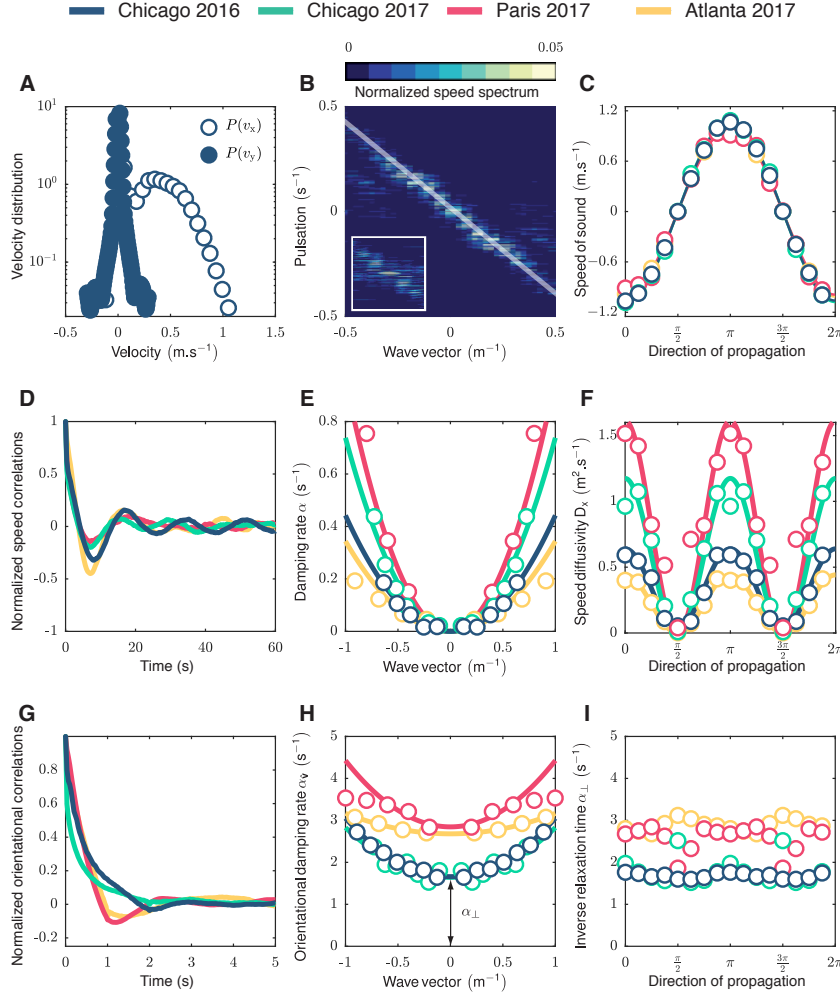 Chicago 2016 Chicago 2017 Paris 2017 Atlanta 2017
0 0.05
Normalized speed spectrum
A
P(vx)
P(vy)
10^1
10^0
10^-1
Velocity distribution
-0.5 0 0.5 1 1.5
Velocity (m.s^-1)
B
0.5
0
-0.5
Pulsation (s^-1)
-0.5 0 0.5
Wave vector (m^-1)
C
1.2
0.6
0
-0.6
-1.2
Speed of sound (m.s^-1)
0 π/2 π 3π/2 2π
Direction of propagation
D
1
0.5
0
-0.5
-1
Normalized speed correlations
0 20 40 60
Time (s)
E
0.8
0.6
0.4
0.2
0
Damping rate α (s^-1)
-1 -0.5 0 0.5 1
Wave vector (m^-1)
F
1.5
1
0.5
0
Speed diffusivity Dx (m^2.s^-1)
0 π/2 π 3π/2 2π
Direction of propagation
G
0.8
0.6
0.4
0.2
0
-0.2
Normalized orientational correlations
0 1 2 3 4 5
Time (s)
H
5
4
3
2
1
0
Orientational damping rate αv̂ (s^-1)
α⊥
-1 -0.5 0 0.5 1
Wave vector (m^-1)
I
5
4
3
2
1
0
Inverse relaxation time α⊥ (s^-1)
0 π/2 π 3π/2 2π
Direction of propagation